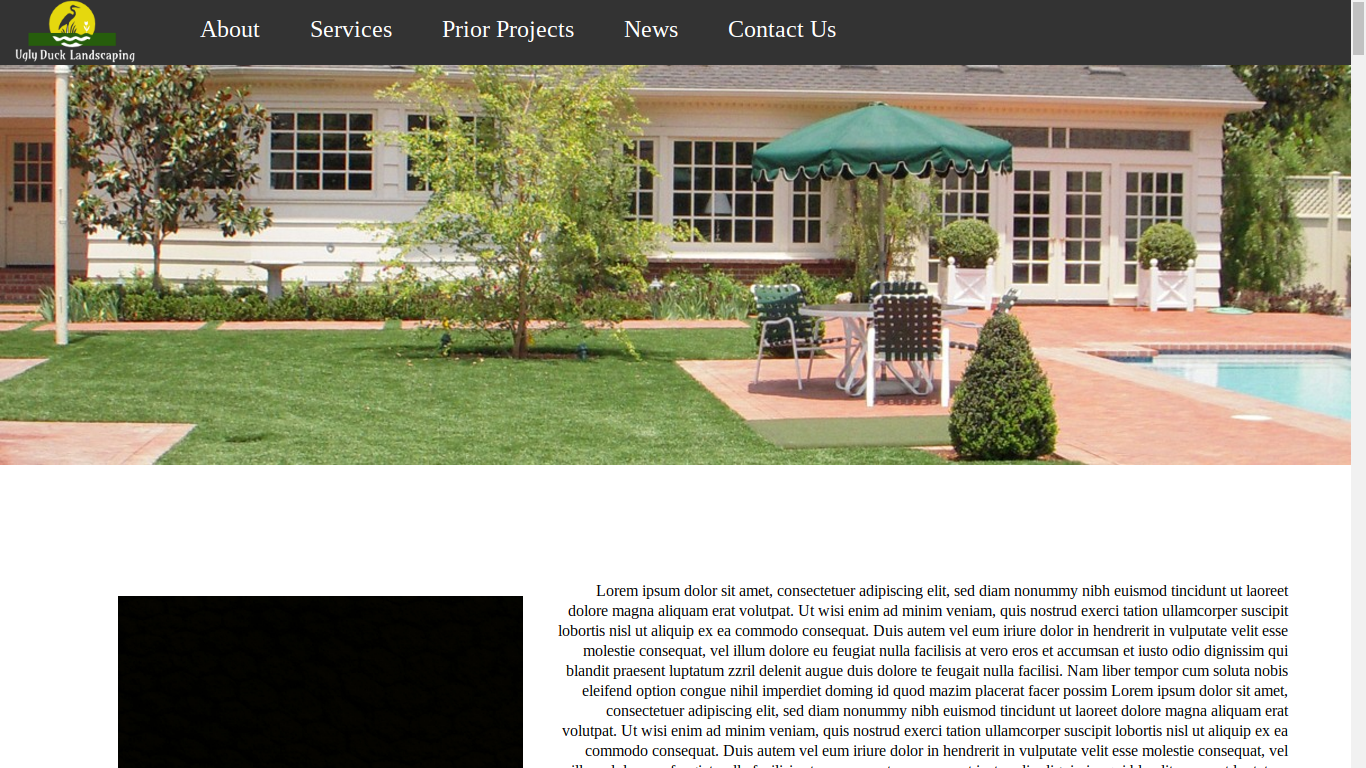 Ugly Duck Landscaping
About
Services
Prior Projects
News
Contact Us
Lorem ipsum dolor sit amet, consectetuer adipiscing elit, sed diam nonummy nibh euismod tincidunt ut laoreet
dolore magna aliquam erat volutpat. Ut wisi enim ad minim veniam, quis nostrud exerci tation ullamcorper suscipit
lobortis nisl ut aliquip ex ea commodo consequat. Duis autem vel eum iriure dolor in hendrerit in vulputate velit esse
molestie consequat, vel illum dolore eu feugiat nulla facilisis at vero eros et accumsan et iusto odio dignissim qui
blandit praesent luptatum zzril delenit augue duis dolore te feugait nulla facilisi. Nam liber tempor cum soluta nobis
eleifend option congue nihil imperdiet doming id quod mazim placerat facer possim Lorem ipsum dolor sit amet,
consectetuer adipiscing elit, sed diam nonummy nibh euismod tincidunt ut laoreet dolore magna aliquam erat
volutpat. Ut wisi enim ad minim veniam, quis nostrud exerci tation ullamcorper suscipit lobortis nisl ut aliquip ex ea
commodo consequat. Duis autem vel eum iriure dolor in hendrerit in vulputate velit esse molestie consequat, vel